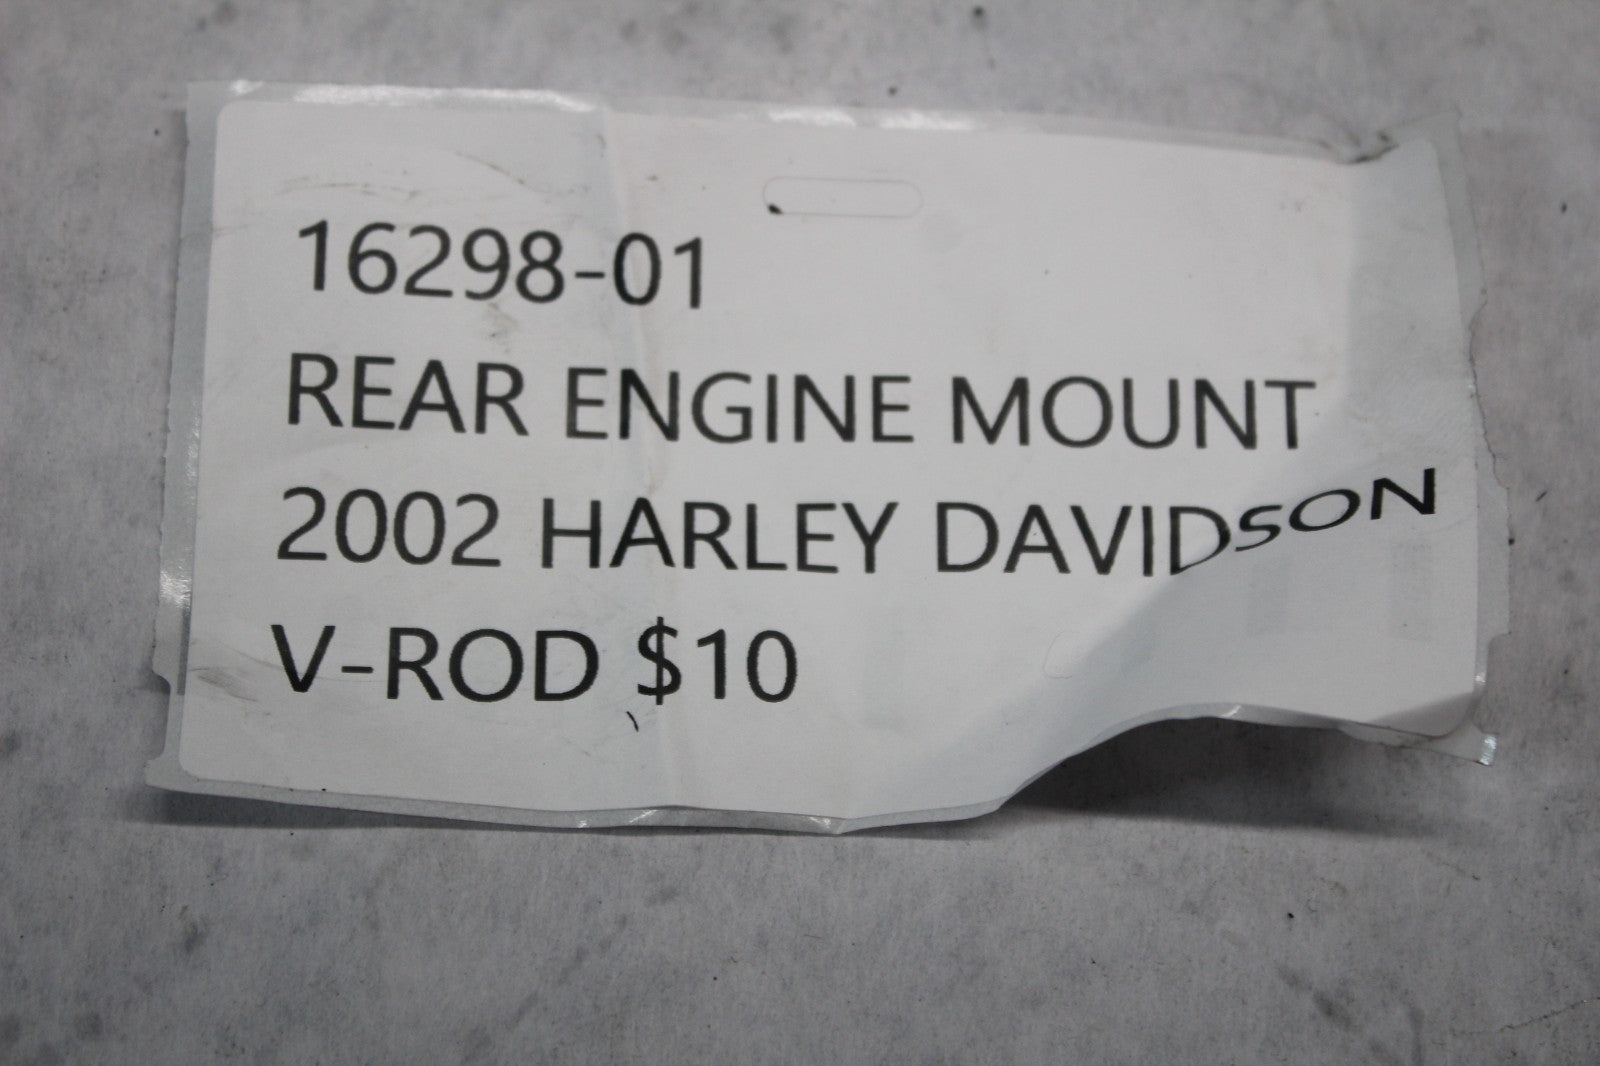 16298-01
REAR ENGINE MOUNT
2002 HARLEY DAVIDSON
V-ROD $10